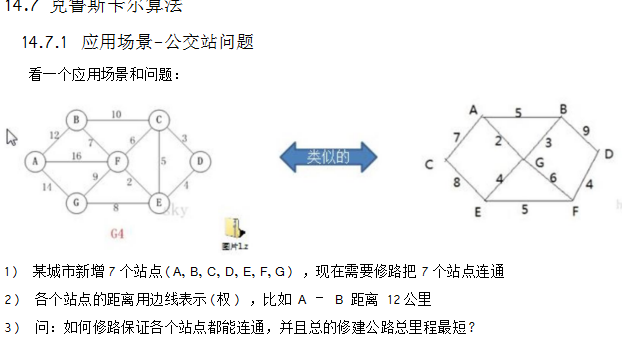 14.7 克鲁斯卡尔算法
14.7.1 应用场景-公交站问题
看一个应用场景和问题:
B 10 C
12 7 6 3
A 16 F 5 D
14 9 2 4
G 8 E
G4
类似的
图片1.z
A 5 B
7 2 3 9
C G D
8 4 6 4
E 5 F
1) 某城市新增7个站点(A, B, C, D, E, F, G) ,现在需要修路把7个站点连通
2) 各个站点的距离用边线表示(权) ,比如 A – B 距离 12公里
3) 问:如何修路保证各个站点都能连通,并且总的修建公路总里程最短?